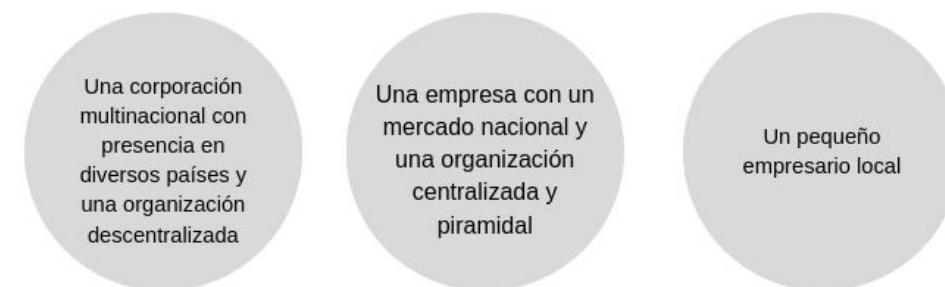 Una corporación
multinacional con
presencia en
diversos países y
una organización
descentralizada
Una empresa con un
mercado nacional y
una organización
centralizada y
piramidal
Un pequeño
empresario local